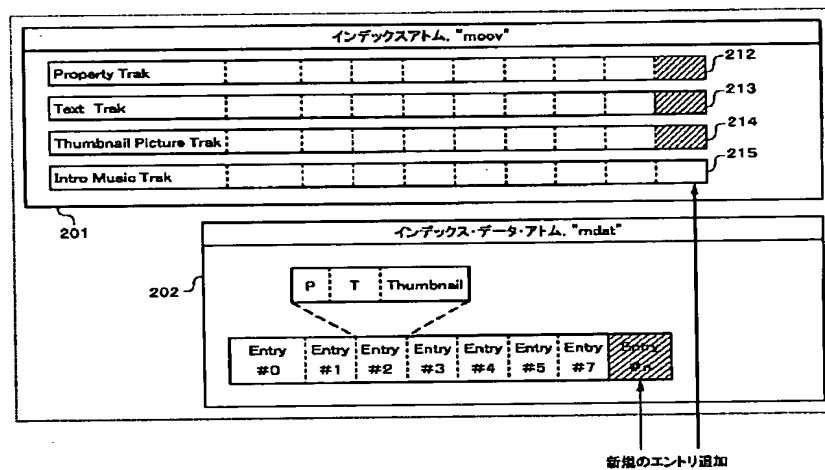 インデックスアトム, "moov"
Property Trak
212
Text Trak
213
Thumbnail Picture Trak
214
Intro Music Trak
215
201
インデックス・データ・アトム, "mdat"
202
P T Thumbnail
Entry #0
Entry #1
Entry #2
Entry #3
Entry #4
Entry #5
Entry #7
Entry #n
新規のエントリ追加